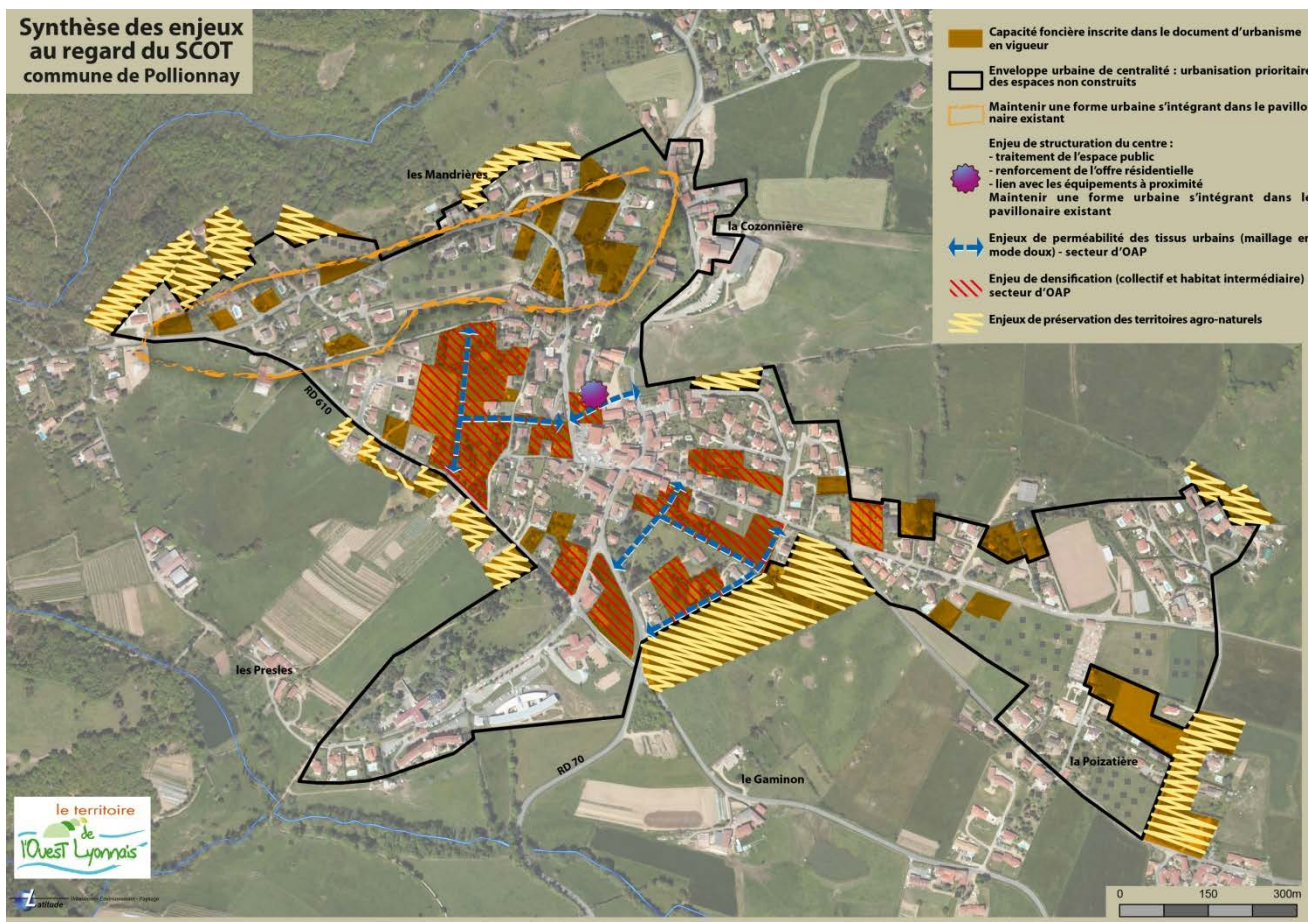 Synthèse des enjeux
au regard du SCOT
commune de Pollionnay
Capacité foncière inscrite dans le document d'urbanisme
en vigueur
Enveloppe urbaine de centralité : urbanisation prioritaire
des espaces non construits
Maintenir une forme urbaine s'intégrant dans le pavillo
naire existant
Enjeu de structuration du centre :
- traitement de l'espace public
- renforcement de l'offre résidentielle
- lien avec les équipements à proximité
Maintenir une forme urbaine s'intégrant dans le
pavillonaire existant
Enjeux de perméabilité des tissus urbains (maillage en
mode doux) - secteur d'OAP
Enjeu de densification (collectif et habitat intermédiaire)
secteur d'OAP
Enjeux de préservation des territoires agro-naturels
les Mandrières
la Cozonnière
RD 610
les Presles
RD 70
le Gaminon
la Poizatière
le territoire
de
l'Ouest Lyonnais
Latitude Urbanisme - Environnement - Paysage
0 150 300m